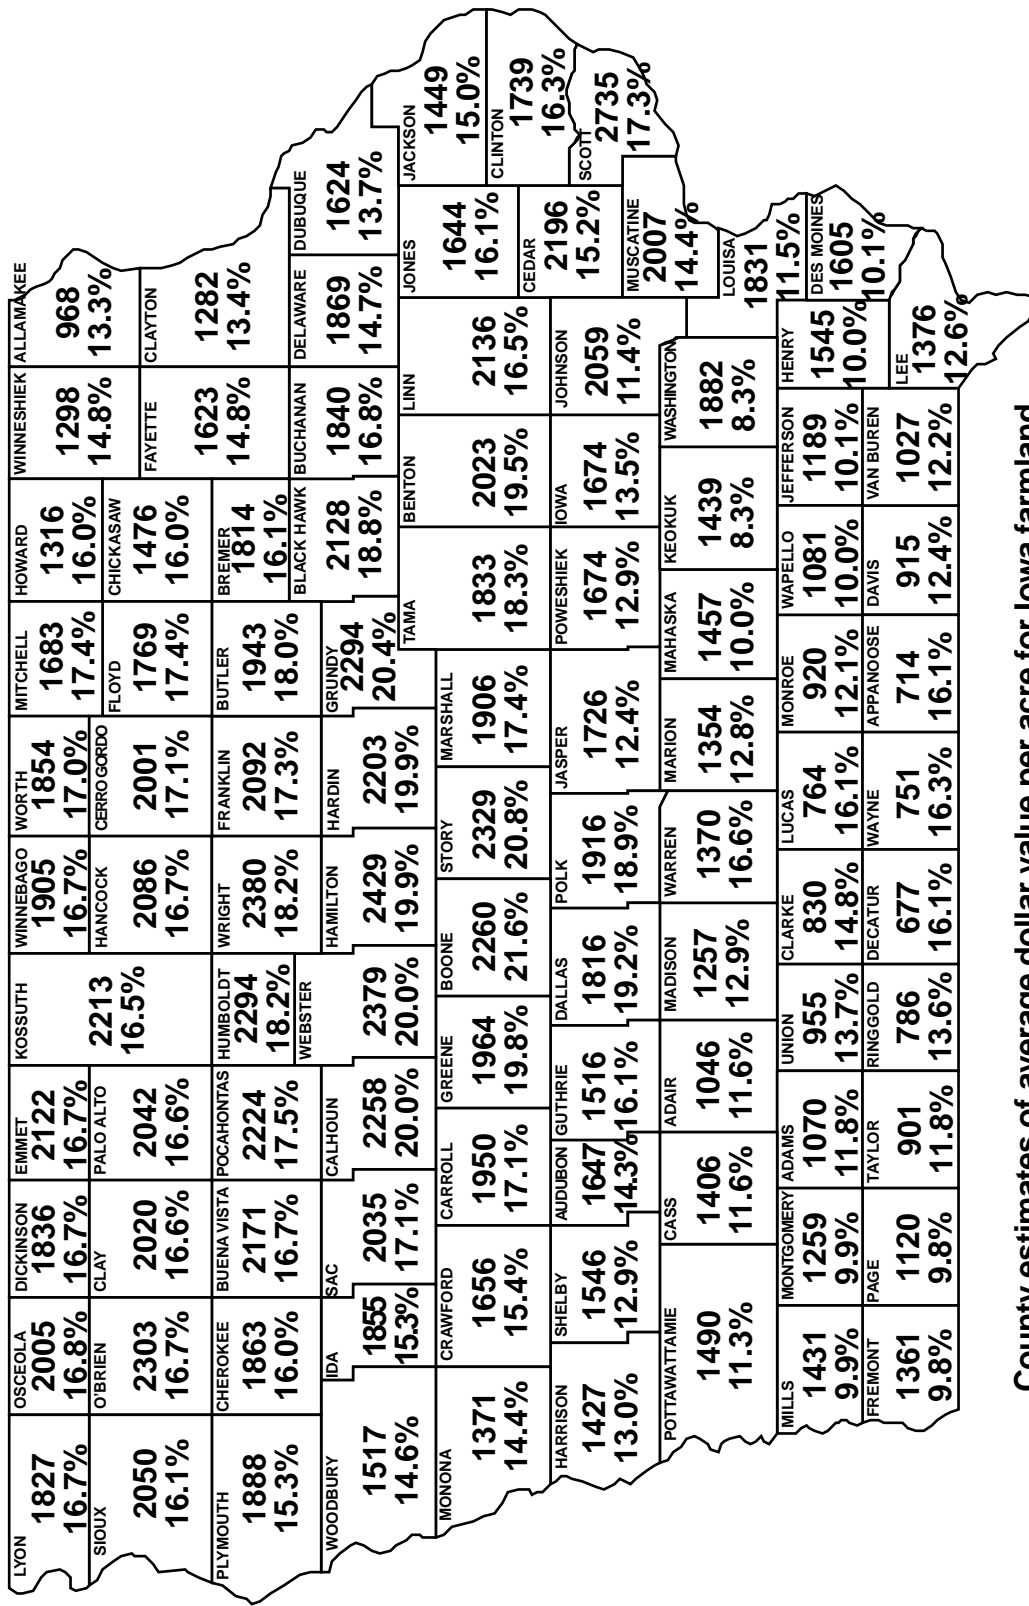 LYON
1827
16.7%
OSCEOLA
2005
16.8%
DICKINSON
1836
16.7%
EMMET
2122
16.7%
KOSSUTH
2213
16.5%
WINNEBAGO
1905
16.7%
WORTH
1854
17.0%
MITCHELL
1683
17.4%
HOWARD
1316
16.0%
WINNESHIEK
1298
14.8%
ALLAMAKEE
968
13.3%
SIOUX
2050
16.1%
O'BRIEN
2303
16.7%
CLAY
2020
16.6%
PALO ALTO
2042
16.6%
HANCOCK
2086
16.7%
CERRO GORDO
2001
17.1%
FLOYD
1769
17.4%
CHICKASAW
1476
16.0%
FAYETTE
1623
14.8%
CLAYTON
1282
13.4%
PLYMOUTH
1888
15.3%
CHEROKEE
1863
16.0%
BUENA VISTA
2171
16.7%
POCAHONTAS
2224
17.5%
HUMBOLDT
2294
18.2%
WRIGHT
2380
18.2%
FRANKLIN
2092
17.3%
BUTLER
1943
18.0%
BREMER
1814
16.1%
WOODBURY
1517
14.6%
IDA
1855
15.3%
SAC
2035
17.1%
CALHOUN
2258
20.0%
WEBSTER
2379
20.0%
HAMILTON
2429
19.9%
HARDIN
2203
19.9%
GRUNDY
2294
20.4%
BLACK HAWK
2128
18.8%
BUCHANAN
1840
16.8%
DELAWARE
1869
14.7%
DUBUQUE
1624
13.7%
MONONA
1371
14.4%
CRAWFORD
1656
15.4%
CARROLL
1950
17.1%
GREENE
1964
19.8%
BOONE
2260
21.6%
STORY
2329
20.8%
MARSHALL
1906
17.4%
TAMA
1833
18.3%
BENTON
2023
19.5%
LINN
2136
16.5%
JONES
1644
16.1%
JACKSON
1449
15.0%
CLINTON
1739
16.3%
CEDAR
2196
15.2%
SCOTT
2735
17.3%
HARRISON
1427
13.0%
SHELBY
1546
12.9%
AUDUBON
1647
14.3%
GUTHRIE
1516
16.1%
DALLAS
1816
19.2%
POLK
1916
18.9%
JASPER
1726
12.4%
POWESHIEK
1674
12.9%
IOWA
1674
13.5%
JOHNSON
2059
11.4%
MUSCATINE
2007
14.4%
POTTAWATTAMIE
1490
11.3%
CASS
1406
11.6%
ADAIR
1046
11.6%
MADISON
1257
12.9%
WARREN
1370
16.6%
MARION
1354
12.8%
MAHASKA
1457
10.0%
KEOKUK
1439
8.3%
WASHINGTON
1882
8.3%
LOUISA
1831
11.5%
MILLS
1431
9.9%
MONTGOMERY
1259
9.9%
ADAMS
1070
11.8%
UNION
955
13.7%
CLARKE
830
14.8%
LUCAS
764
16.1%
MONROE
920
12.1%
WAPELLO
1081
10.0%
JEFFERSON
1189
10.1%
HENRY
1545
10.0%
DES MOINES
1605
10.1%
FREMONT
1361
9.8%
PAGE
1120
9.8%
TAYLOR
901
11.8%
RINGGOLD
786
13.6%
DECATUR
677
16.1%
WAYNE
751
16.3%
APPANOOSE
714
16.1%
DAVIS
915
12.4%
VAN BUREN
1027
12.2%
LEE
1376
12.6%
County estimates of average dollar value per acre for Iowa farmland